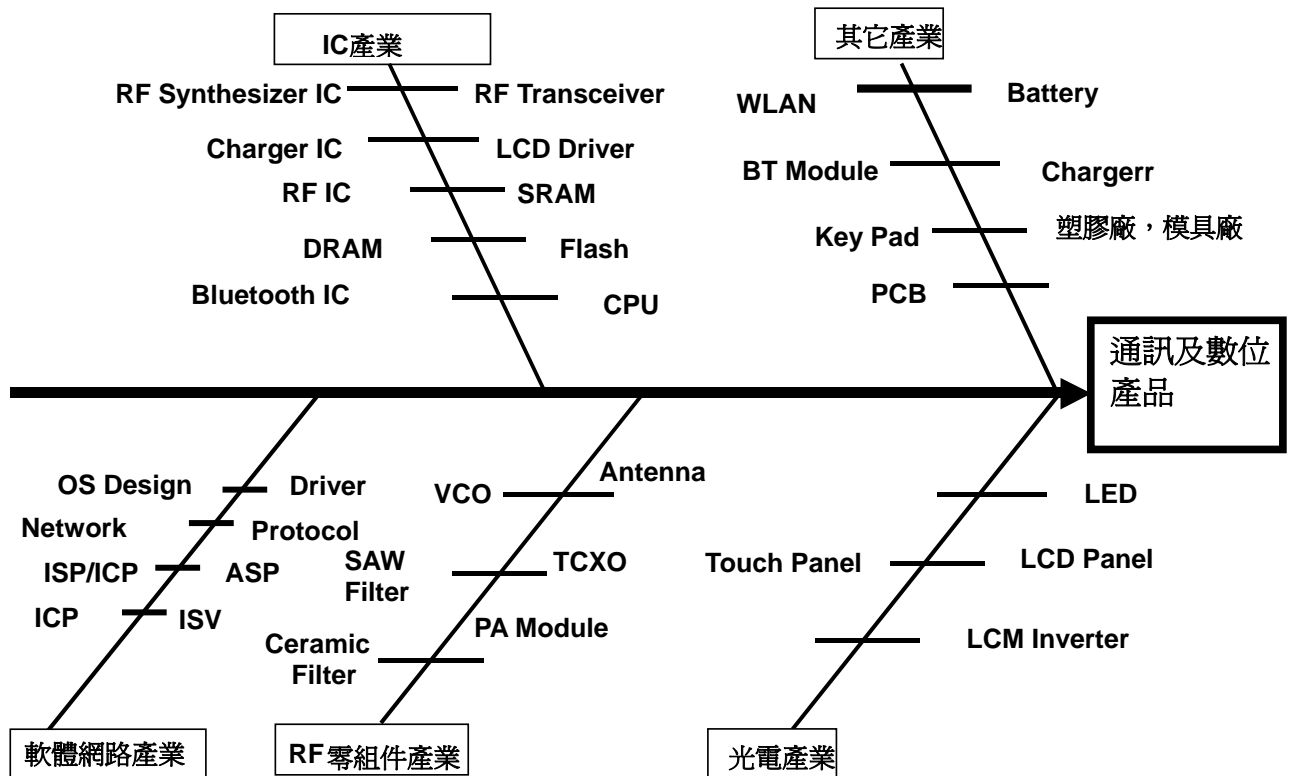 IC產業
其它產業
RF Synthesizer IC
RF Transceiver
WLAN
Battery
Charger IC
LCD Driver
BT Module
Chargerr
RF IC
SRAM
Key Pad
塑膠廠，模具廠
DRAM
Flash
PCB
Bluetooth IC
CPU
通訊及數位
產品
OS Design
Driver
VCO
Antenna
LED
Network
Protocol
ISP/ICP
ASP
SAW
Filter
TCXO
Touch Panel
LCD Panel
ICP
ISV
Ceramic
Filter
PA Module
LCM Inverter
軟體網路產業
RF零組件產業
光電產業